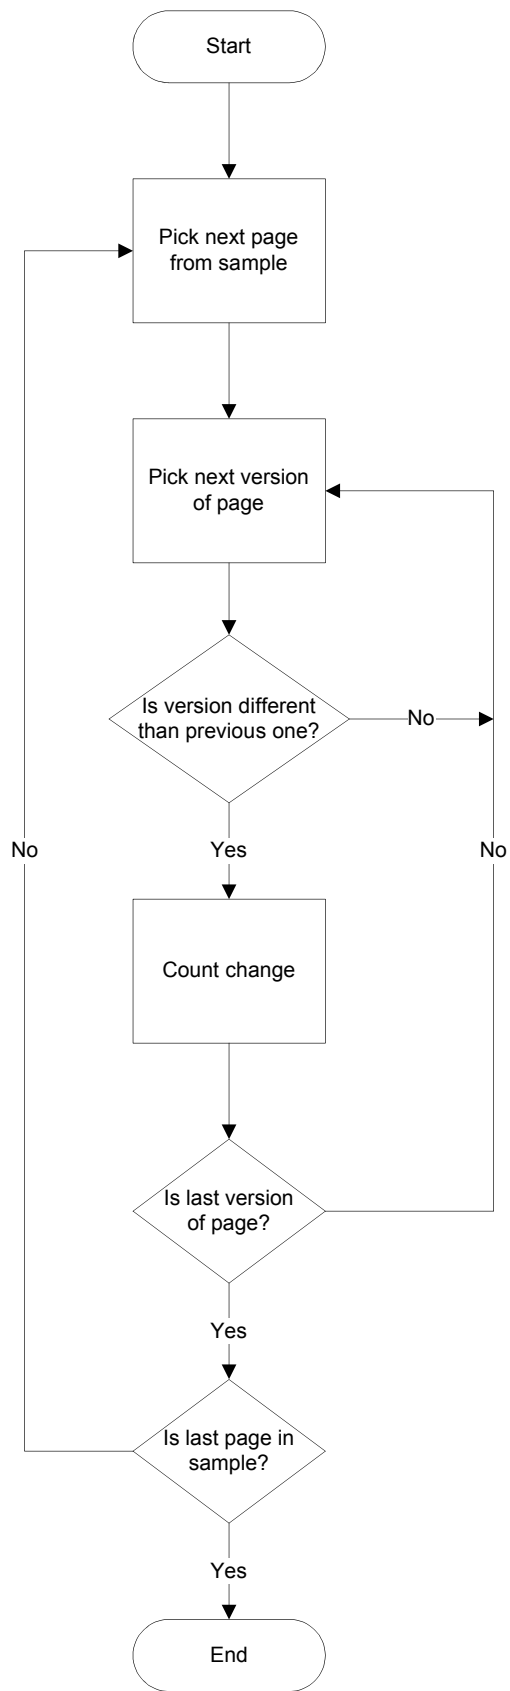 Start
Pick next page
from sample
Pick next version
of page
Is version different
than previous one?
No
No
Yes
No
Count change
Is last version
of page?
Yes
Is last page in
sample?
Yes
End